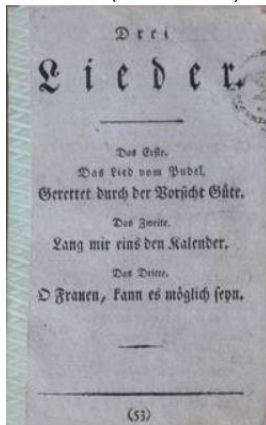 Drei
Lieder.
Das Erste.
Das Lied vom Pudel.
Gerettet durch der Vorsicht Güte.
Das Zweite.
Lang mir eins den Kalender.
Das Dritte.
O Frauen, kann es möglich seyn.
(53)